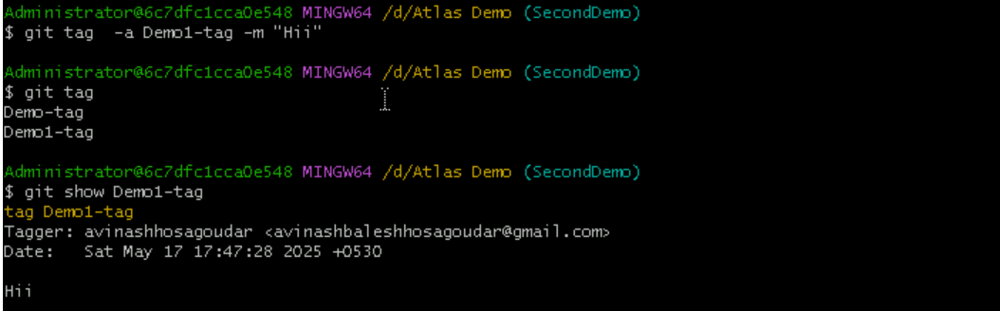 Administrator@6c7dfc1cca0e548 MINGW64 /d/Atlas Demo (SecondDemo)
$ git tag  -a Demo1-tag -m "Hii"
Administrator@6c7dfc1cca0e548 MINGW64 /d/Atlas Demo (SecondDemo)
$ git tag
Demo-tag
Demo1-tag
Administrator@6c7dfc1cca0e548 MINGW64 /d/Atlas Demo (SecondDemo)
$ git show Demo1-tag
tag Demo1-tag
Tagger: avinashhosagoudar <avinashbaleshhosagoudar@gmail.com>
Date:   Sat May 17 17:47:28 2025 +0530
Hii